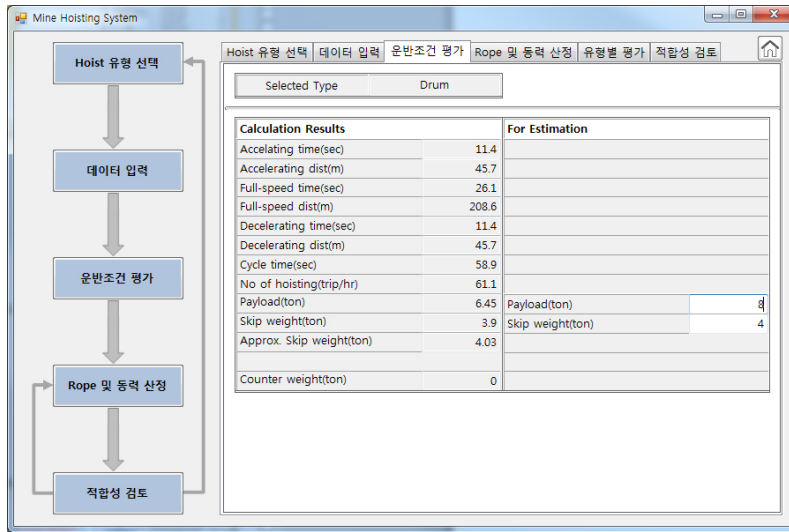 Mine Hoisting System
Hoist 유형 선택
데이터 입력
운반조건 평가
Rope 및 동력 산정
적합성 검토
Hoist 유형 선택 데이터 입력 운반조건 평가 Rope 및 동력 산정 유형별 평가 적합성 검토
Selected Type Drum
Calculation Results For Estimation
Accelating time(sec) 11.4
Accelerating dist(m) 45.7
Full-speed time(sec) 26.1
Full-speed dist(m) 208.6
Decelerating time(sec) 11.4
Decelerating dist(m) 45.7
Cycle time(sec) 58.9
No of hoisting(trip/hr) 61.1
Payload(ton) 6.45 Payload(ton) 8
Skip weight(ton) 3.9 Skip weight(ton) 4
Approx. Skip weight(ton) 4.03
Counter weight(ton) 0